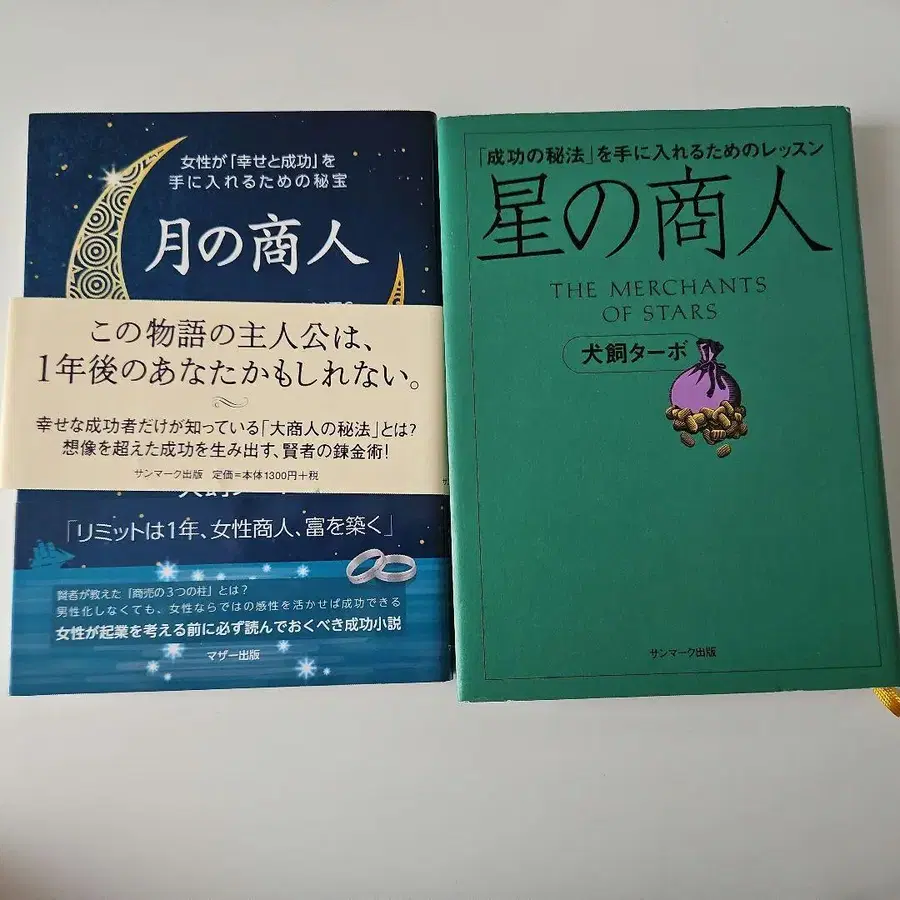 女性が「幸せと成功」を
手に入れるための秘宝
月の商人
この物語の主人公は、
1年後のあなたかもしれない。
幸せな成功者だけが知っている「大商人の秘法」とは?
想像を超えた成功を生み出す、賢者の錬金術!
サンマーク出版 定価=本体1300円+税
「リミットは1年、女性商人、富を築く」
賢者が教えた「商売の3つの柱」とは?
男性化しなくても、女性ならではの感性を活かせば成功できる
女性が起業を考える前に必ず読んでおくべき成功小説
マザー出版
「成功の秘法」を手に入れるためのレッスン
星の商人
THE MERCHANTS
OF STARS
犬飼ターボ
サンマーク出版